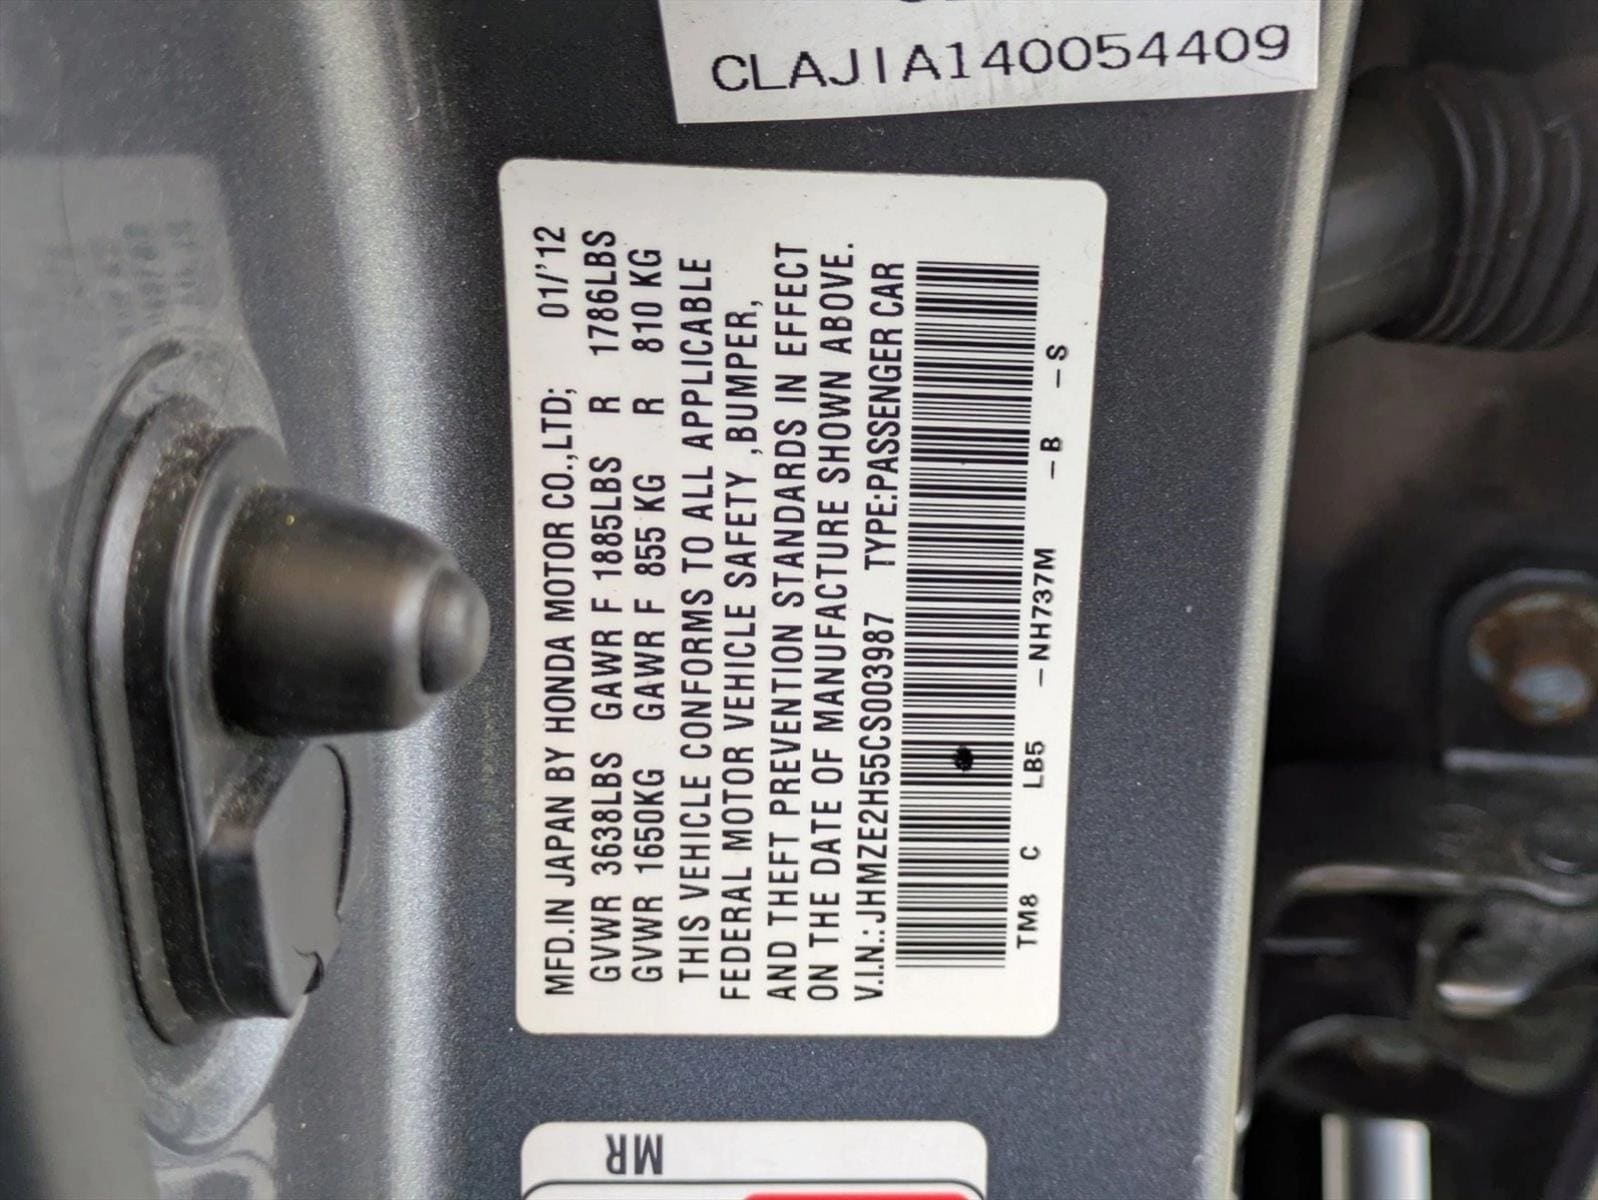 CLAJIA140054409
MFD.IN JAPAN BY HONDA MOTOR CO.,LTD; 01/'12
GVWR 3638LBS GAWR F 1885LBS R 1786LBS
GVWR 1650KG GAWR F 855 KG R 810 KG
THIS VEHICLE CONFORMS TO ALL APPLICABLE
FEDERAL MOTOR VEHICLE SAFETY ,BUMPER,
AND THEFT PREVENTION STANDARDS IN EFFECT
ON THE DATE OF MANUFACTURE SHOWN ABOVE.
V.I.N.:JHMZE2H55CS003987 TYPE:PASSENGER CAR
TM8 C LB5 -NH737M -B -S
MR